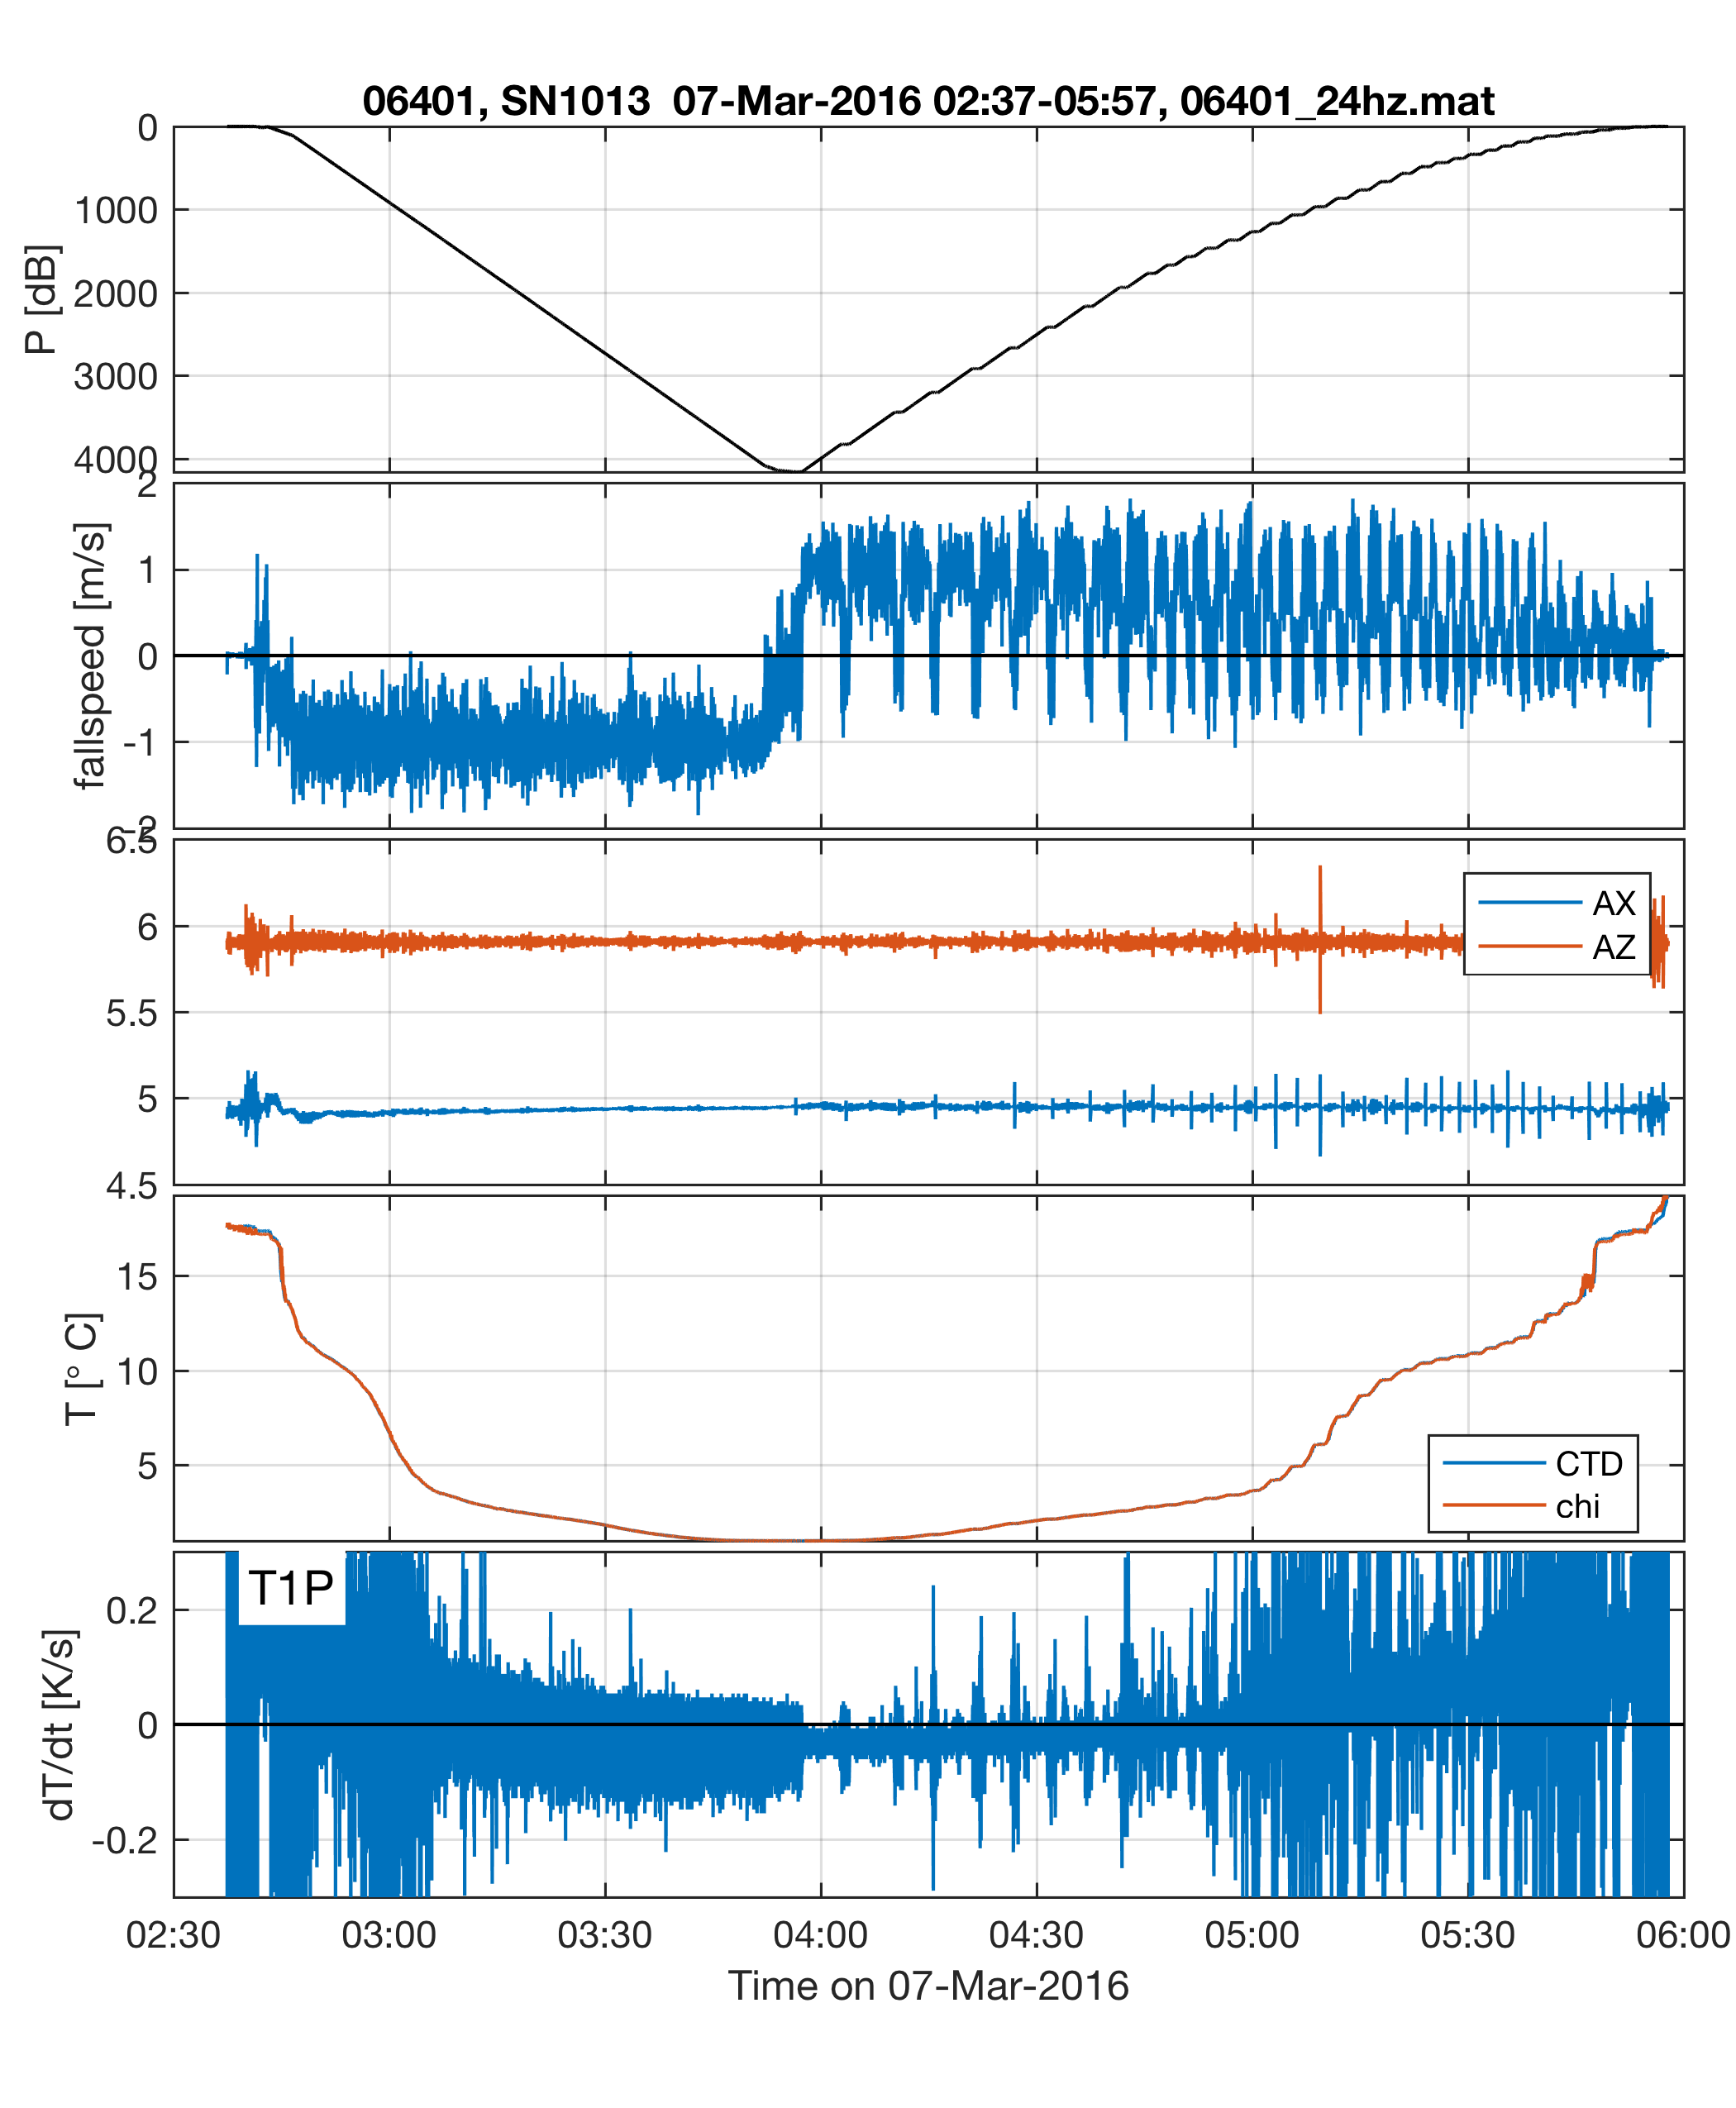 06401, SN1013  07-Mar-2016 02:37-05:57, 06401_24hz.mat
0
1000
2000
3000
4000
P [dB]
2
1
0
-1
-2
fallspeed [m/s]
6.5
6
5.5
5
4.5
AX
AZ
15
10
5
T [° C]
CTD
chi
T1P
0.2
0
-0.2
dT/dt [K/s]
02:30
03:00
03:30
04:00
04:30
05:00
05:30
06:00
Time on 07-Mar-2016